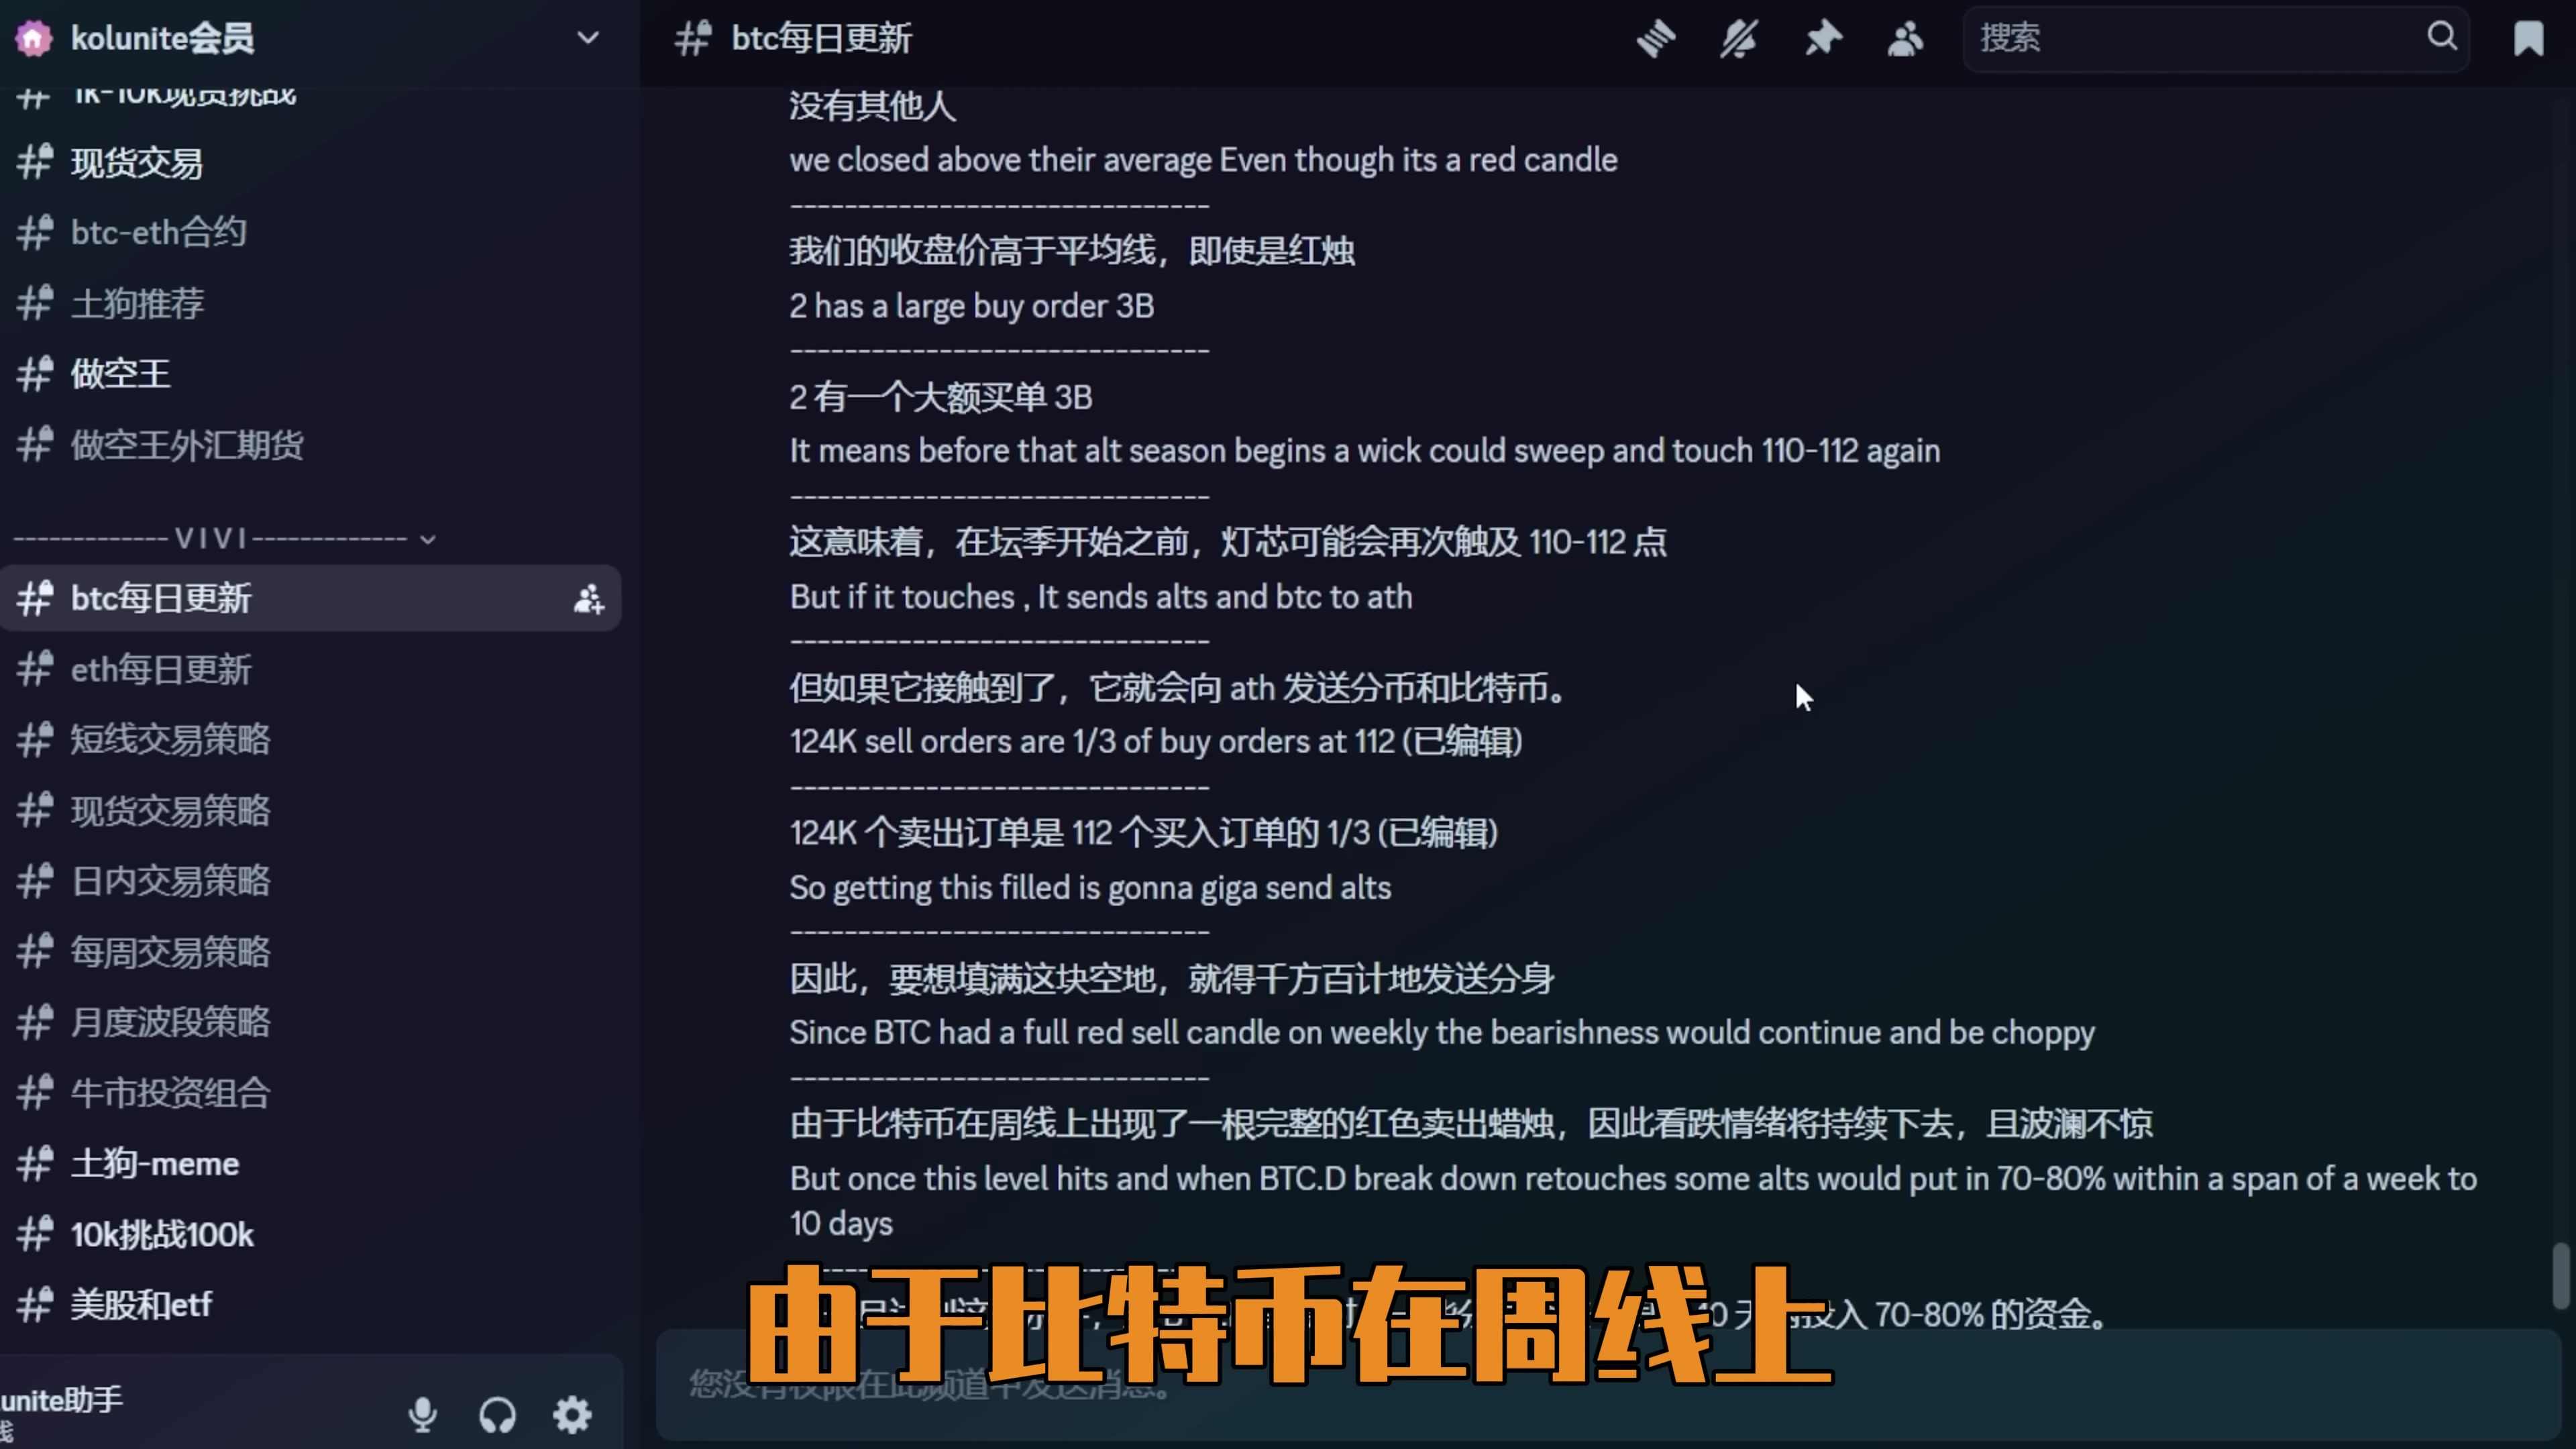 kolunite会员
1k-10k现货挑战
现货交易
btc-eth合约
土狗推荐
做空王
做空王外汇期货
------------- V I V I -------------
btc每日更新
eth每日更新
短线交易策略
现货交易策略
日内交易策略
每周交易策略
月度波段策略
牛市投资组合
土狗-meme
10k挑战100k
美股和etf
unite助手
线
btc每日更新
搜索
没有其他人
we closed above their average Even though its a red candle
-------------------------------
我们的收盘价高于平均线，即使是红烛
2 has a large buy order 3B
-------------------------------
2 有一个大额买单 3B
It means before that alt season begins a wick could sweep and touch 110-112 again
-------------------------------
这意味着，在坛季开始之前，灯芯可能会再次触及 110-112 点
But if it touches , It sends alts and btc to ath
-------------------------------
但如果它接触到了，它就会向 ath 发送分币和比特币。
124K sell orders are 1/3 of buy orders at 112 (已编辑)
-------------------------------
124K 个卖出订单是 112 个买入订单的 1/3 (已编辑)
So getting this filled is gonna giga send alts
-------------------------------
因此，要想填满这块空地，就得千方百计地发送分身
Since BTC had a full red sell candle on weekly the bearishness would continue and be choppy
-------------------------------
由于比特币在周线上出现了一根完整的红色卖出蜡烛，因此看跌情绪将持续下去，且波澜不惊
But once this level hits and when BTC.D break down retouches some alts would put in 70-80% within a span of a week to
10 days
投入 70-80% 的资金。
由于比特币在周线上
您没有权限在此频道中发送消息。